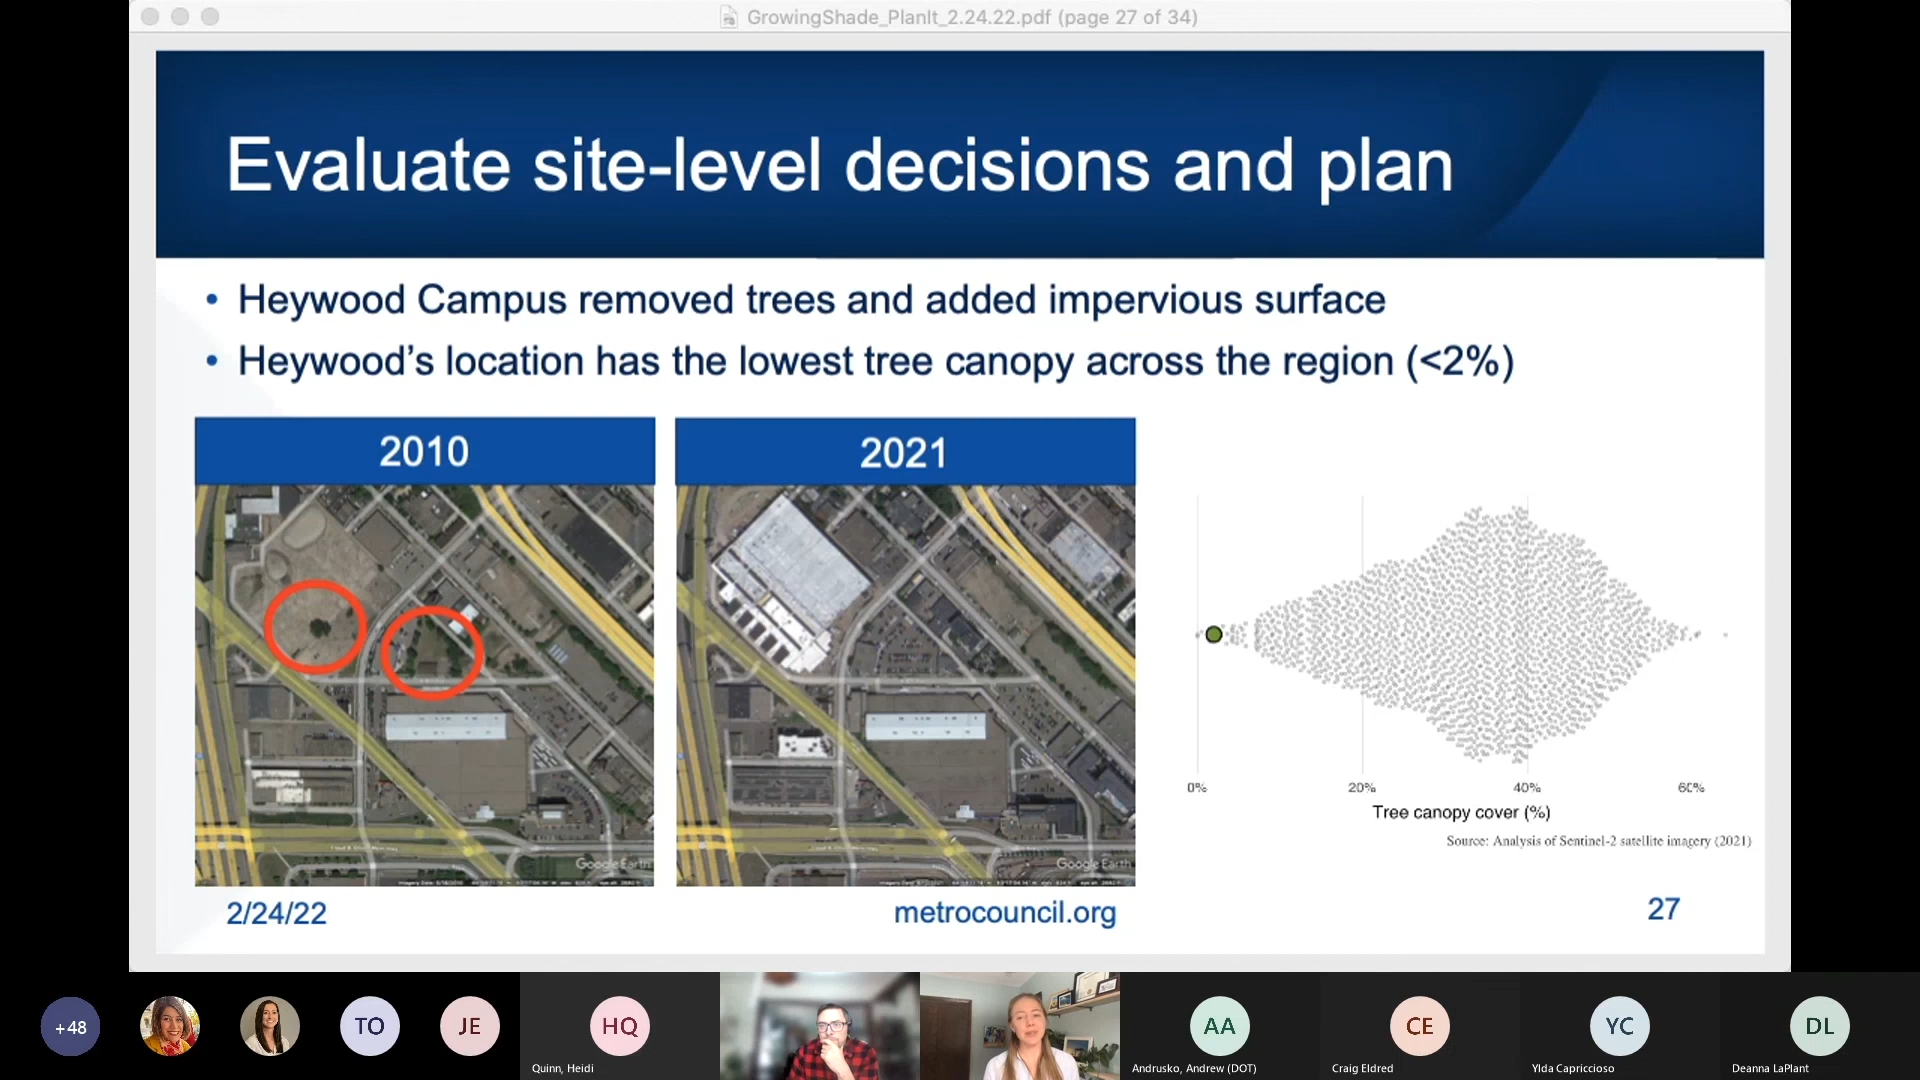 GrowingShade_PlanIt_2.24.22.pdf (page 27 of 34)
Evaluate site-level decisions and plan
• Heywood Campus removed trees and added impervious surface
• Heywood’s location has the lowest tree canopy across the region (<2%)
2010
2021
Google Earth
Google Earth
0%
20%
40%
60%
Tree canopy cover (%)
Source: Analysis of Sentinel-2 satellite imagery (2021)
2/24/22
metrocouncil.org
27
+48
TO
JE
HQ
Quinn, Heidi
AA
Andrusko, Andrew (DOT)
CE
Craig Eldred
YC
Ylda Capriccioso
DL
Deanna LaPlant